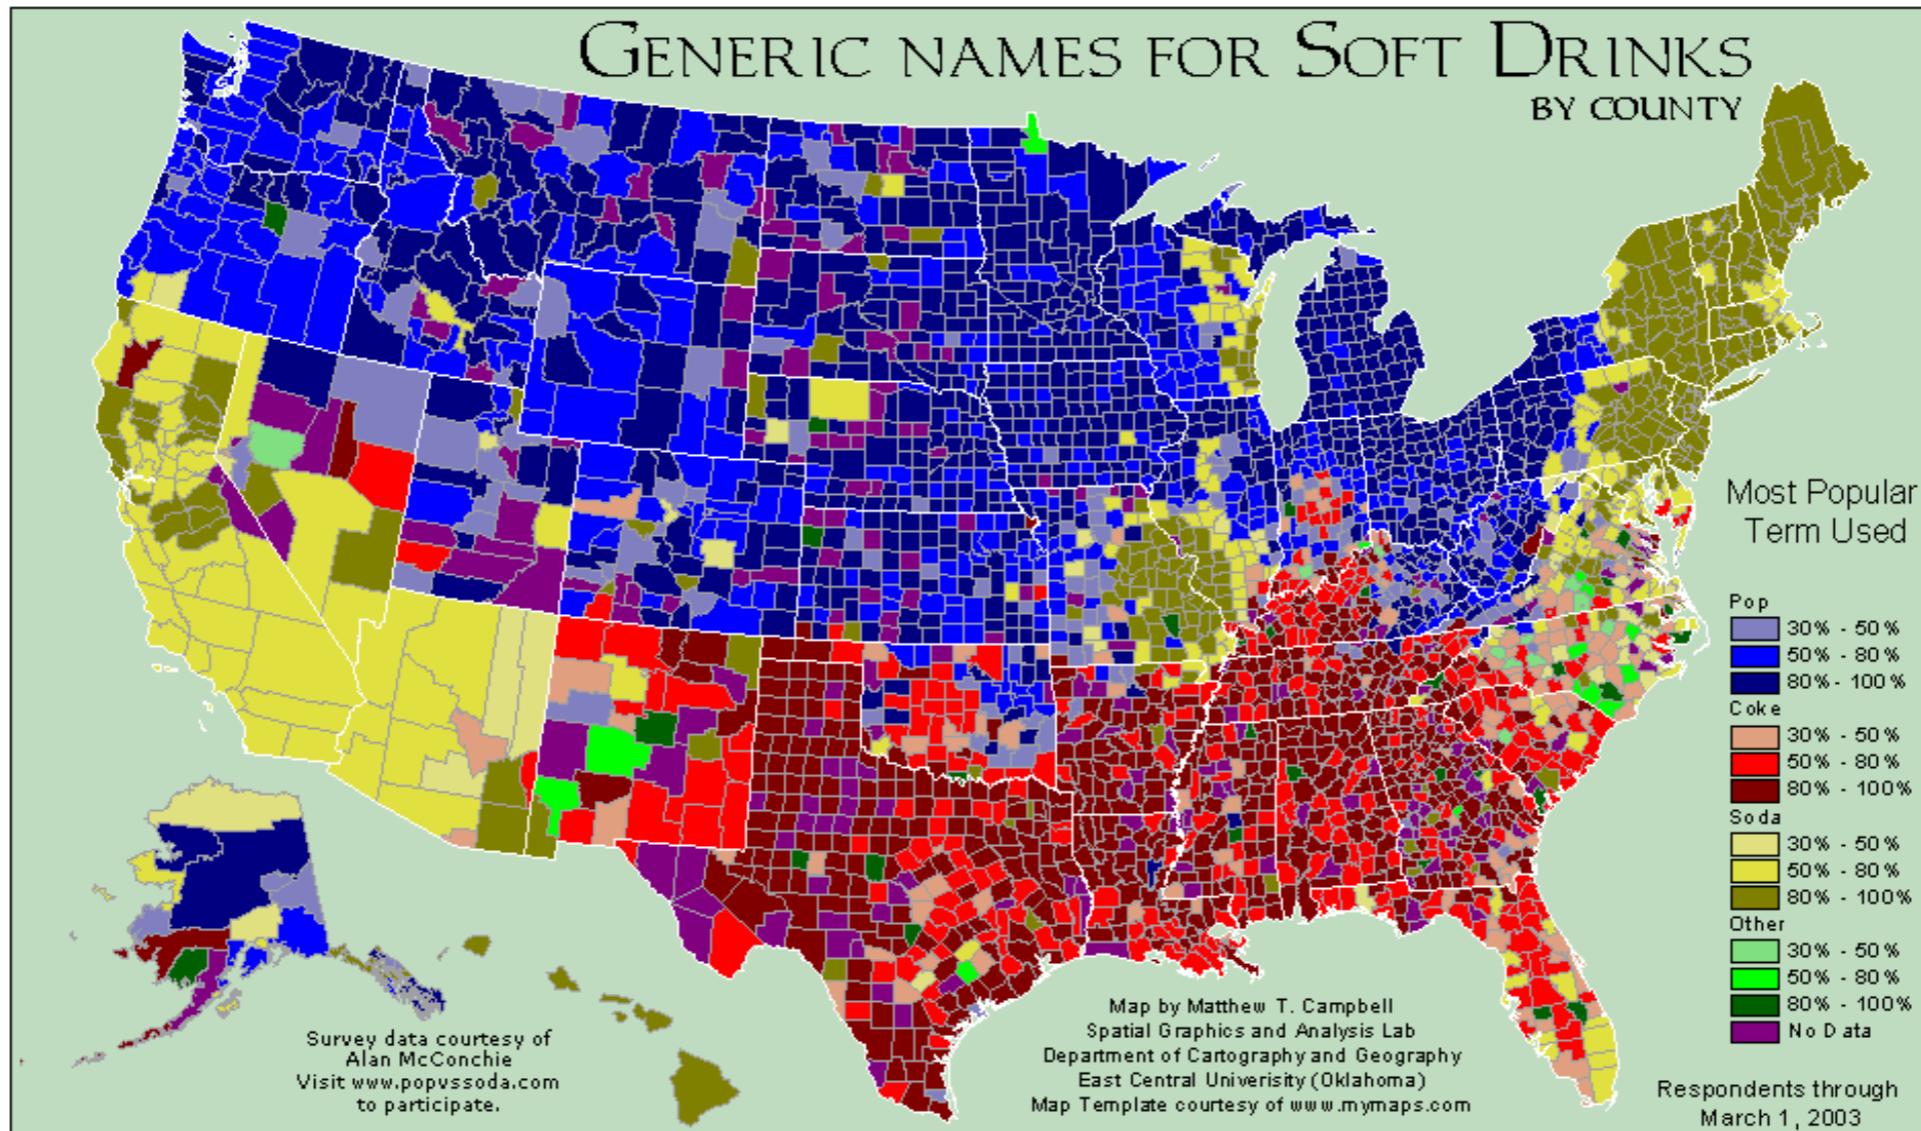 GENERIC NAMES FOR SOFT DRINKS
BY COUNTY
Most Popular
Term Used
Pop
30% - 50%
50% - 80%
80% - 100%
Coke
30% - 50%
50% - 80%
80% - 100%
Soda
30% - 50%
50% - 80%
80% - 100%
Other
30% - 50%
50% - 80%
80% - 100%
No Data
Survey data courtesy of
Alan McConchie
Visit www.popvssoda.com
to participate.
Map by Matthew T. Campbell
Spatial Graphics and Analysis Lab
Department of Cartography and Geography
East Central Univerisity (Oklahoma)
Map Template courtesy of www.mymaps.com
Respondents through
March 1, 2003